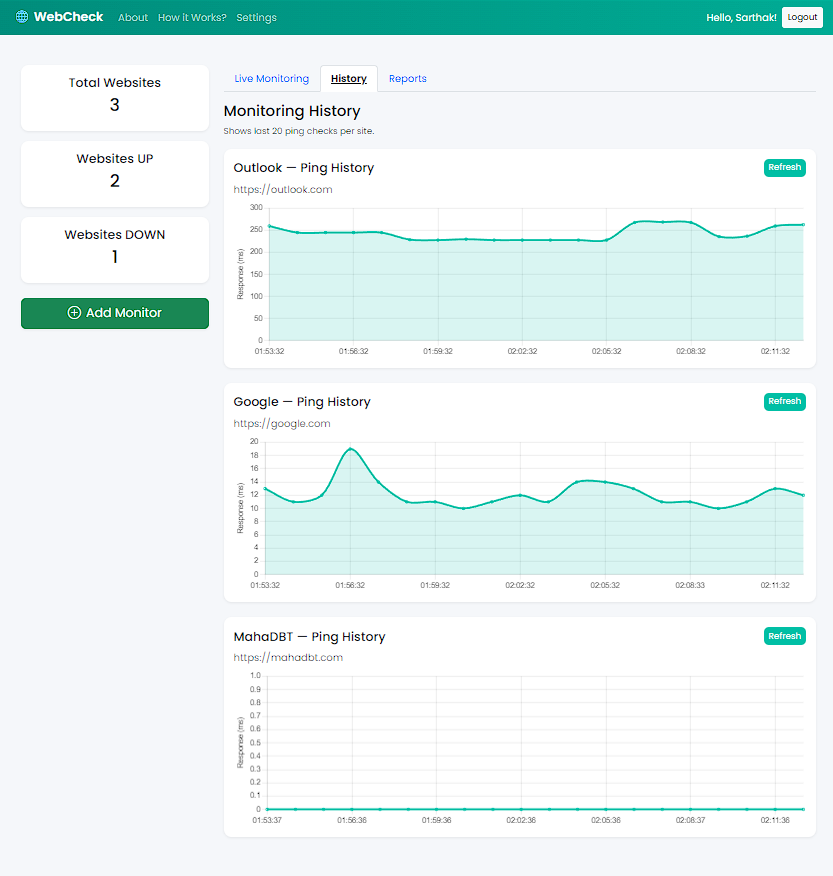 WebCheck About How it Works? Settings Hello, Sarthak! Logout
Total Websites
3
Websites UP
2
Websites DOWN
1
Add Monitor
Live Monitoring History Reports
Monitoring History
Shows last 20 ping checks per site.
Outlook — Ping History Refresh
https://outlook.com
Response (ms)
300
250
200
150
100
50
0
01:53:32 01:56:32 01:59:32 02:02:32 02:05:32 02:08:32 02:11:32
Google — Ping History Refresh
https://google.com
Response (ms)
20
18
16
14
12
10
8
6
4
2
0
01:53:32 01:56:32 01:59:32 02:02:32 02:05:32 02:08:33 02:11:32
MahaDBT — Ping History Refresh
https://mahadbt.com
Response (ms)
1.0
0.9
0.8
0.7
0.6
0.5
0.4
0.3
0.2
0.1
0
01:53:37 01:56:36 01:59:36 02:02:36 02:05:36 02:08:37 02:11:36